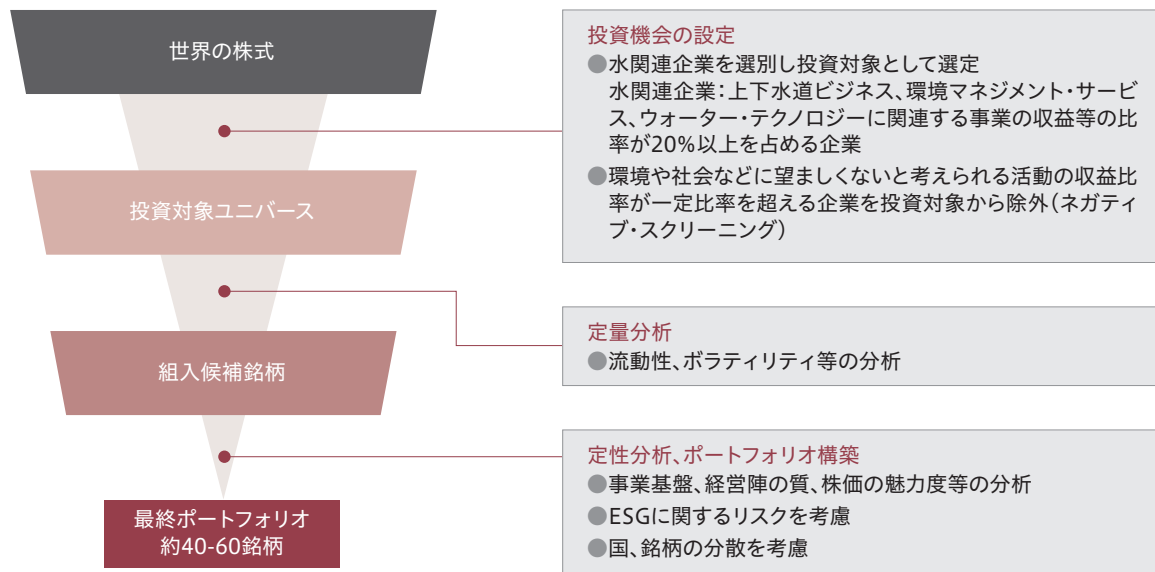 世界の株式
投資機会の設定
●水関連企業を選別し投資対象として選定
水関連企業：上下水道ビジネス、環境マネジメント・サービ
ス、ウォーター・テクノロジーに関連する事業の収益等の比
率が20%以上を占める企業
●環境や社会などに望ましくないと考えられる活動の収益比
率が一定比率を超える企業を投資対象から除外（ネガティ
ブ・スクリーニング）
投資対象ユニバース
定量分析
●流動性、ボラティリティ等の分析
組入候補銘柄
定性分析、ポートフォリオ構築
●事業基盤、経営陣の質、株価の魅力度等の分析
●ESGに関するリスクを考慮
●国、銘柄の分散を考慮
最終ポートフォリオ
約40-60銘柄